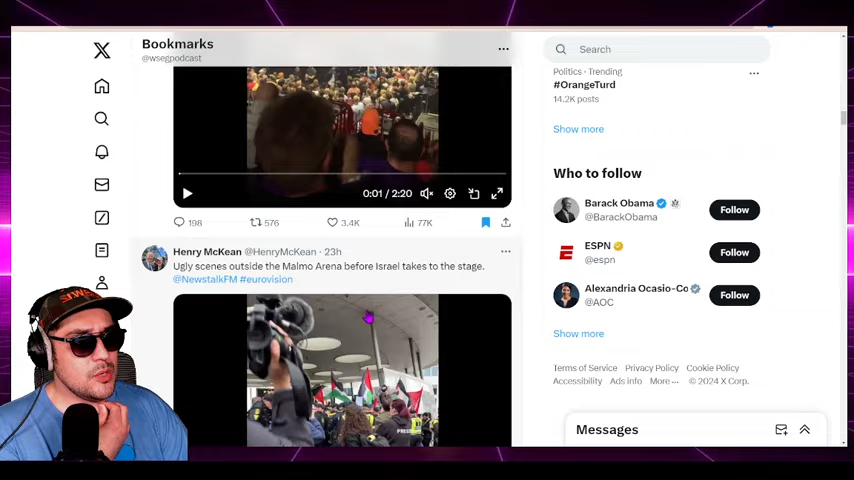 Bookmarks
@wsegpodcast
0:01 / 2:20
198
576
3.4K
77K
Henry McKean @HenryMcKean · 23h
Ugly scenes outside the Malmo Arena before Israel takes to the stage.
@NewstalkFM #eurovision
PRESS
Search
Politics · Trending
#OrangeTurd
14.2K posts
Show more
Who to follow
Barack Obama
@BarackObama
Follow
ESPN
@espn
Follow
Alexandria Ocasio-Co
@AOC
Follow
Show more
Terms of Service Privacy Policy Cookie Policy
Accessibility Ads info More ··· © 2024 X Corp.
Messages